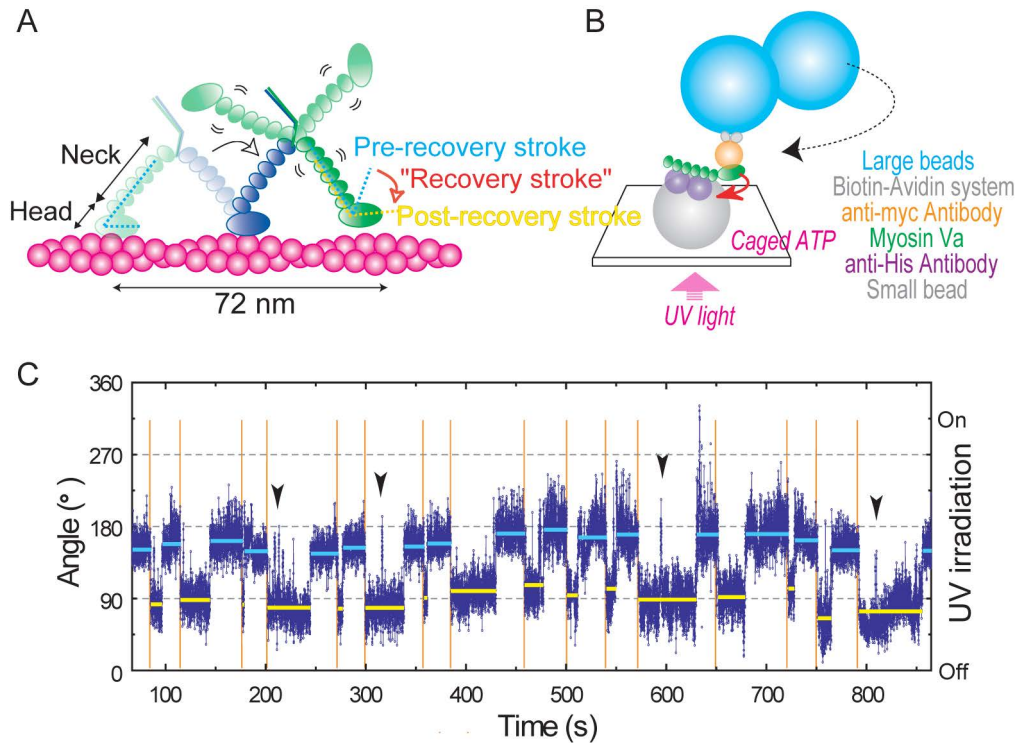 A
Neck
Head
Pre-recovery stroke
"Recovery stroke"
Post-recovery stroke
72 nm
B
Large beads
Biotin-Avidin system
anti-myc Antibody
Myosin Va
anti-His Antibody
Small bead
Caged ATP
UV light
C
Angle (°)
360
270
180
90
0
100 200 300 400 500 600 700 800
Time (s)
On
Off
UV irradiation